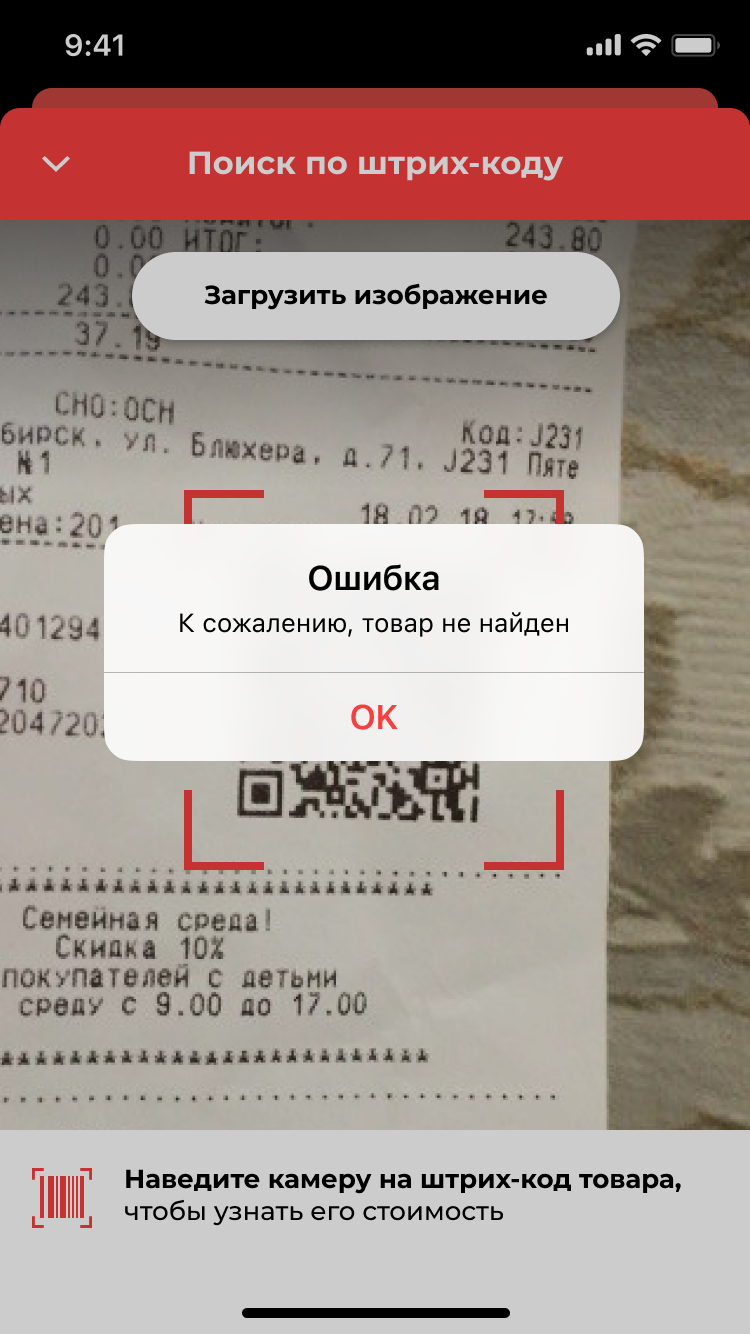 9:41
Поиск по штрих-коду
0.00 ИТОГ: 243.80
0.0
Загрузить изображение
243.
37.19
СНО:ОСН
Код:J231
бирск, ул. Блюхера, д.71, J231 Пяте
№1
ых
ена:201
18.02.18 17:59
Ошибка
К сожалению, товар не найден
401294
710
OK
204720
Семейная среда!
Скидка 10%
покупателей с детьми
среду с 9.00 до 17.00
Наведите камеру на штрих-код товара,
чтобы узнать его стоимость